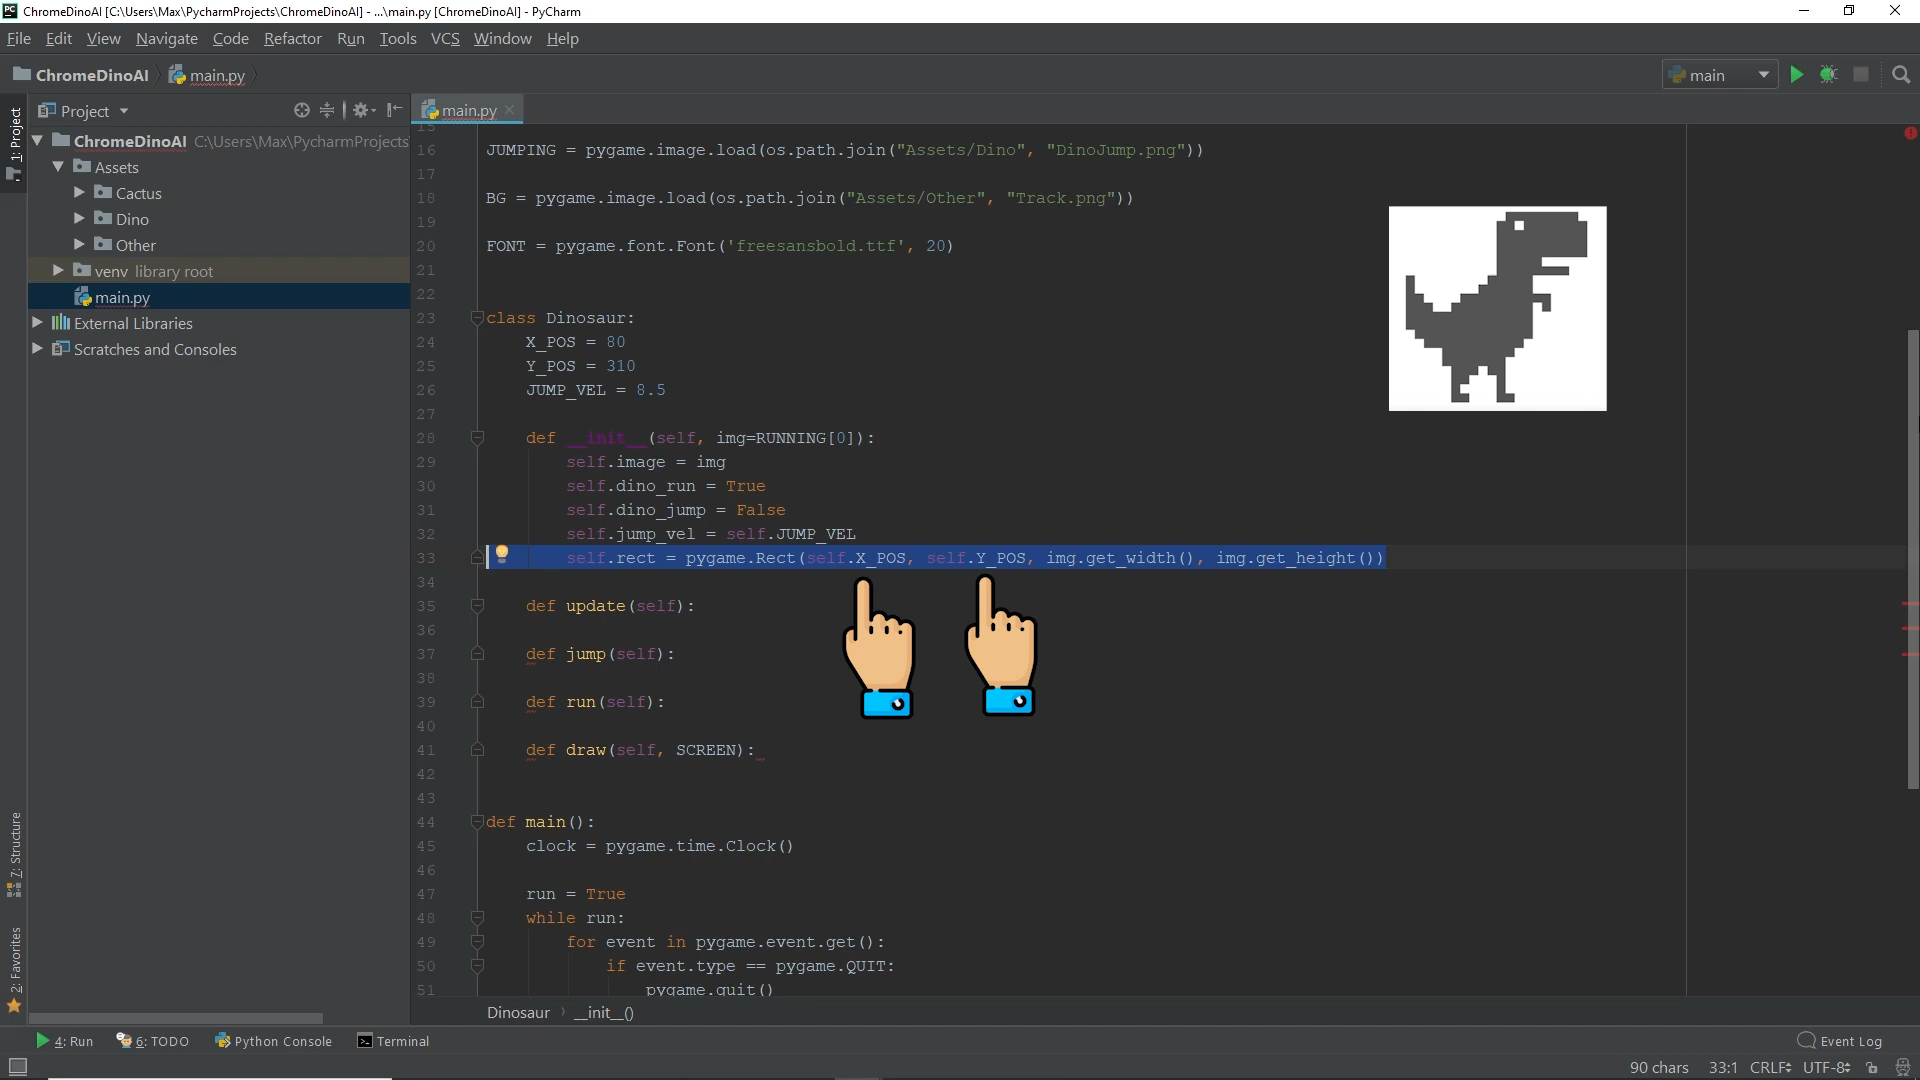 ChromeDinoAI [C:\Users\Max\PycharmProjects\ChromeDinoAI] - ...\main.py [ChromeDinoAI] - PyCharm
File Edit View Navigate Code Refactor Run Tools VCS Window Help
ChromeDinoAI main.py
main
1: Project
Project
ChromeDinoAI C:\Users\Max\PycharmProjects
Assets
Cactus
Dino
Other
venv library root
main.py
External Libraries
Scratches and Consoles
7: Structure
2: Favorites
main.py
15
16 JUMPING = pygame.image.load(os.path.join("Assets/Dino", "DinoJump.png"))
17
18 BG = pygame.image.load(os.path.join("Assets/Other", "Track.png"))
19
20 FONT = pygame.font.Font('freesansbold.ttf', 20)
21
22
23 class Dinosaur:
24 X_POS = 80
25 Y_POS = 310
26 JUMP_VEL = 8.5
27
28 def __init__(self, img=RUNNING[0]):
29 self.image = img
30 self.dino_run = True
31 self.dino_jump = False
32 self.jump_vel = self.JUMP_VEL
33 self.rect = pygame.Rect(self.X_POS, self.Y_POS, img.get_width(), img.get_height())
34
35 def update(self):
36
37 def jump(self):
38
39 def run(self):
40
41 def draw(self, SCREEN):
42
43
44 def main():
45 clock = pygame.time.Clock()
46
47 run = True
48 while run:
49 for event in pygame.event.get():
50 if event.type == pygame.QUIT:
51 pygame.quit()
Dinosaur › __init__()
4: Run 6: TODO Python Console Terminal Event Log
90 chars 33:1 CRLF UTF-8